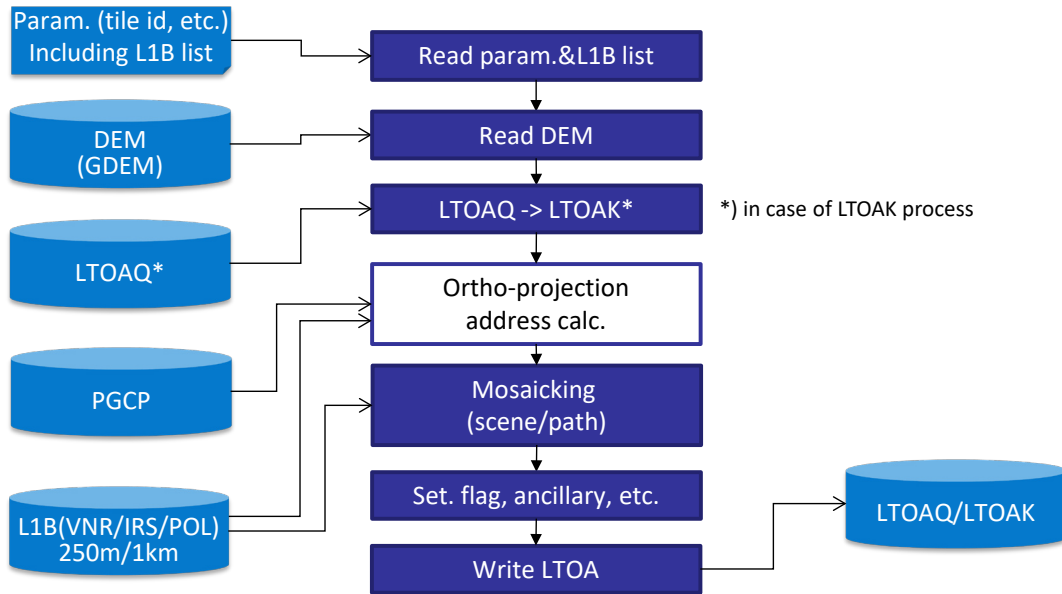 Param. (tile id, etc.)
Including L1B list
Read param.&L1B list
DEM
(GDEM)
Read DEM
LTOAQ -> LTOAK*
*) in case of LTOAK process
LTOAQ*
Ortho-projection
address calc.
PGCP
Mosaicking
(scene/path)
L1B(VNR/IRS/POL)
250m/1km
Set. flag, ancillary, etc.
LTOAQ/LTOAK
Write LTOA